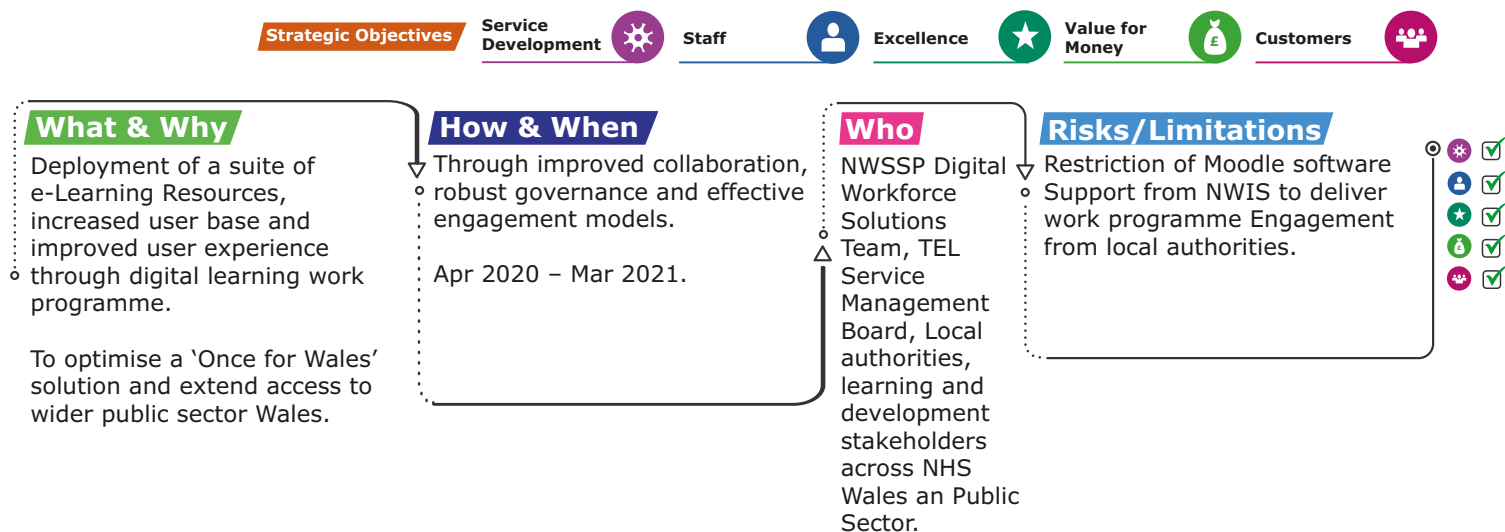 Strategic Objectives
Service
Development
Staff
Excellence
Value for
Money
£
Customers
What & Why
Deployment of a suite of
e-Learning Resources,
increased user base and
improved user experience
through digital learning work
programme.
To optimise a ‘Once for Wales’
solution and extend access to
wider public sector Wales.
How & When
Through improved collaboration,
robust governance and effective
engagement models.
Apr 2020 – Mar 2021.
Who
NWSSP Digital
Workforce
Solutions
Team, TEL
Service
Management
Board, Local
authorities,
learning and
development
stakeholders
across NHS
Wales an Public
Sector.
Risks/Limitations
Restriction of Moodle software
Support from NWIS to deliver
work programme Engagement
from local authorities.
£